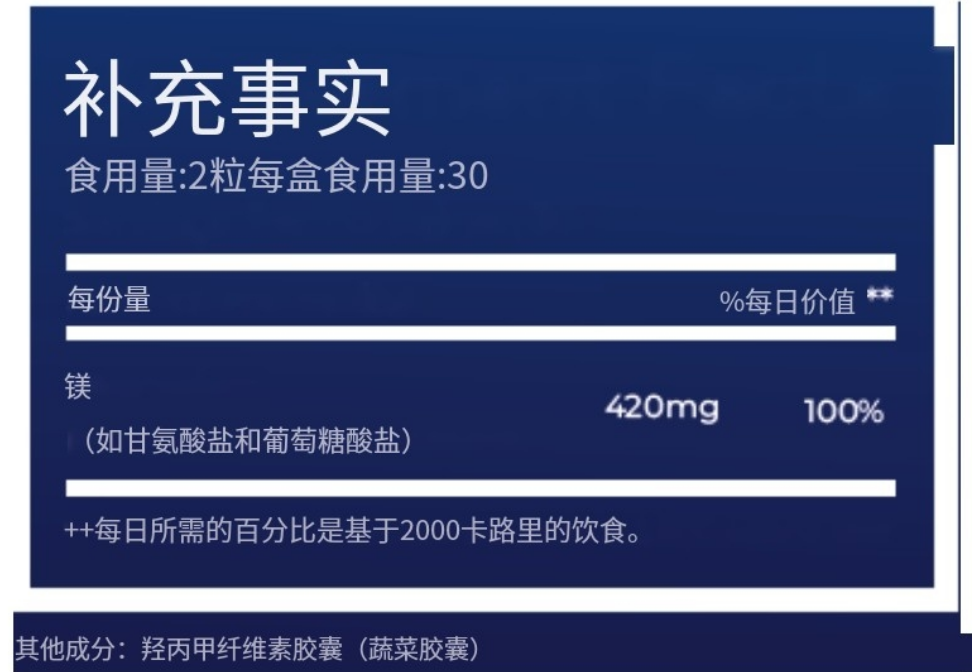 补充事实
食用量:2粒每盒食用量:30
每份量 %每日价值 **
镁
420mg 100%
（如甘氨酸盐和葡萄糖酸盐）
++每日所需的百分比是基于2000卡路里的饮食。
其他成分：羟丙甲纤维素胶囊（蔬菜胶囊）